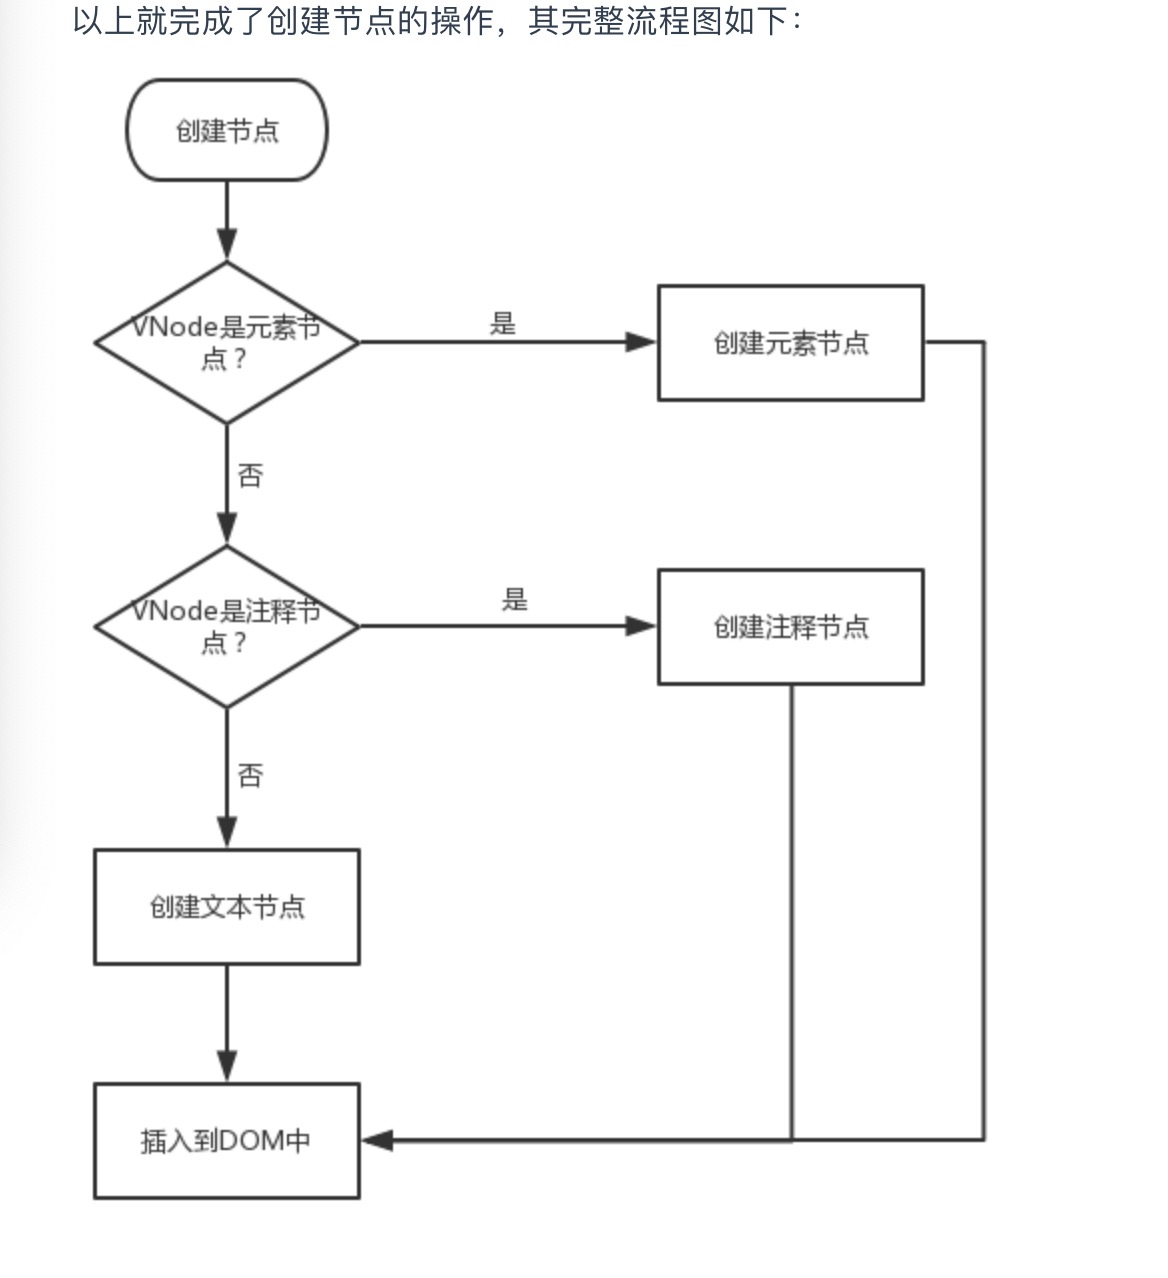 以上就完成了创建节点的操作，其完整流程图如下：
创建节点
VNode是元素节
点？
是
创建元素节点
否
VNode是注释节
点？
是
创建注释节点
否
创建文本节点
插入到DOM中